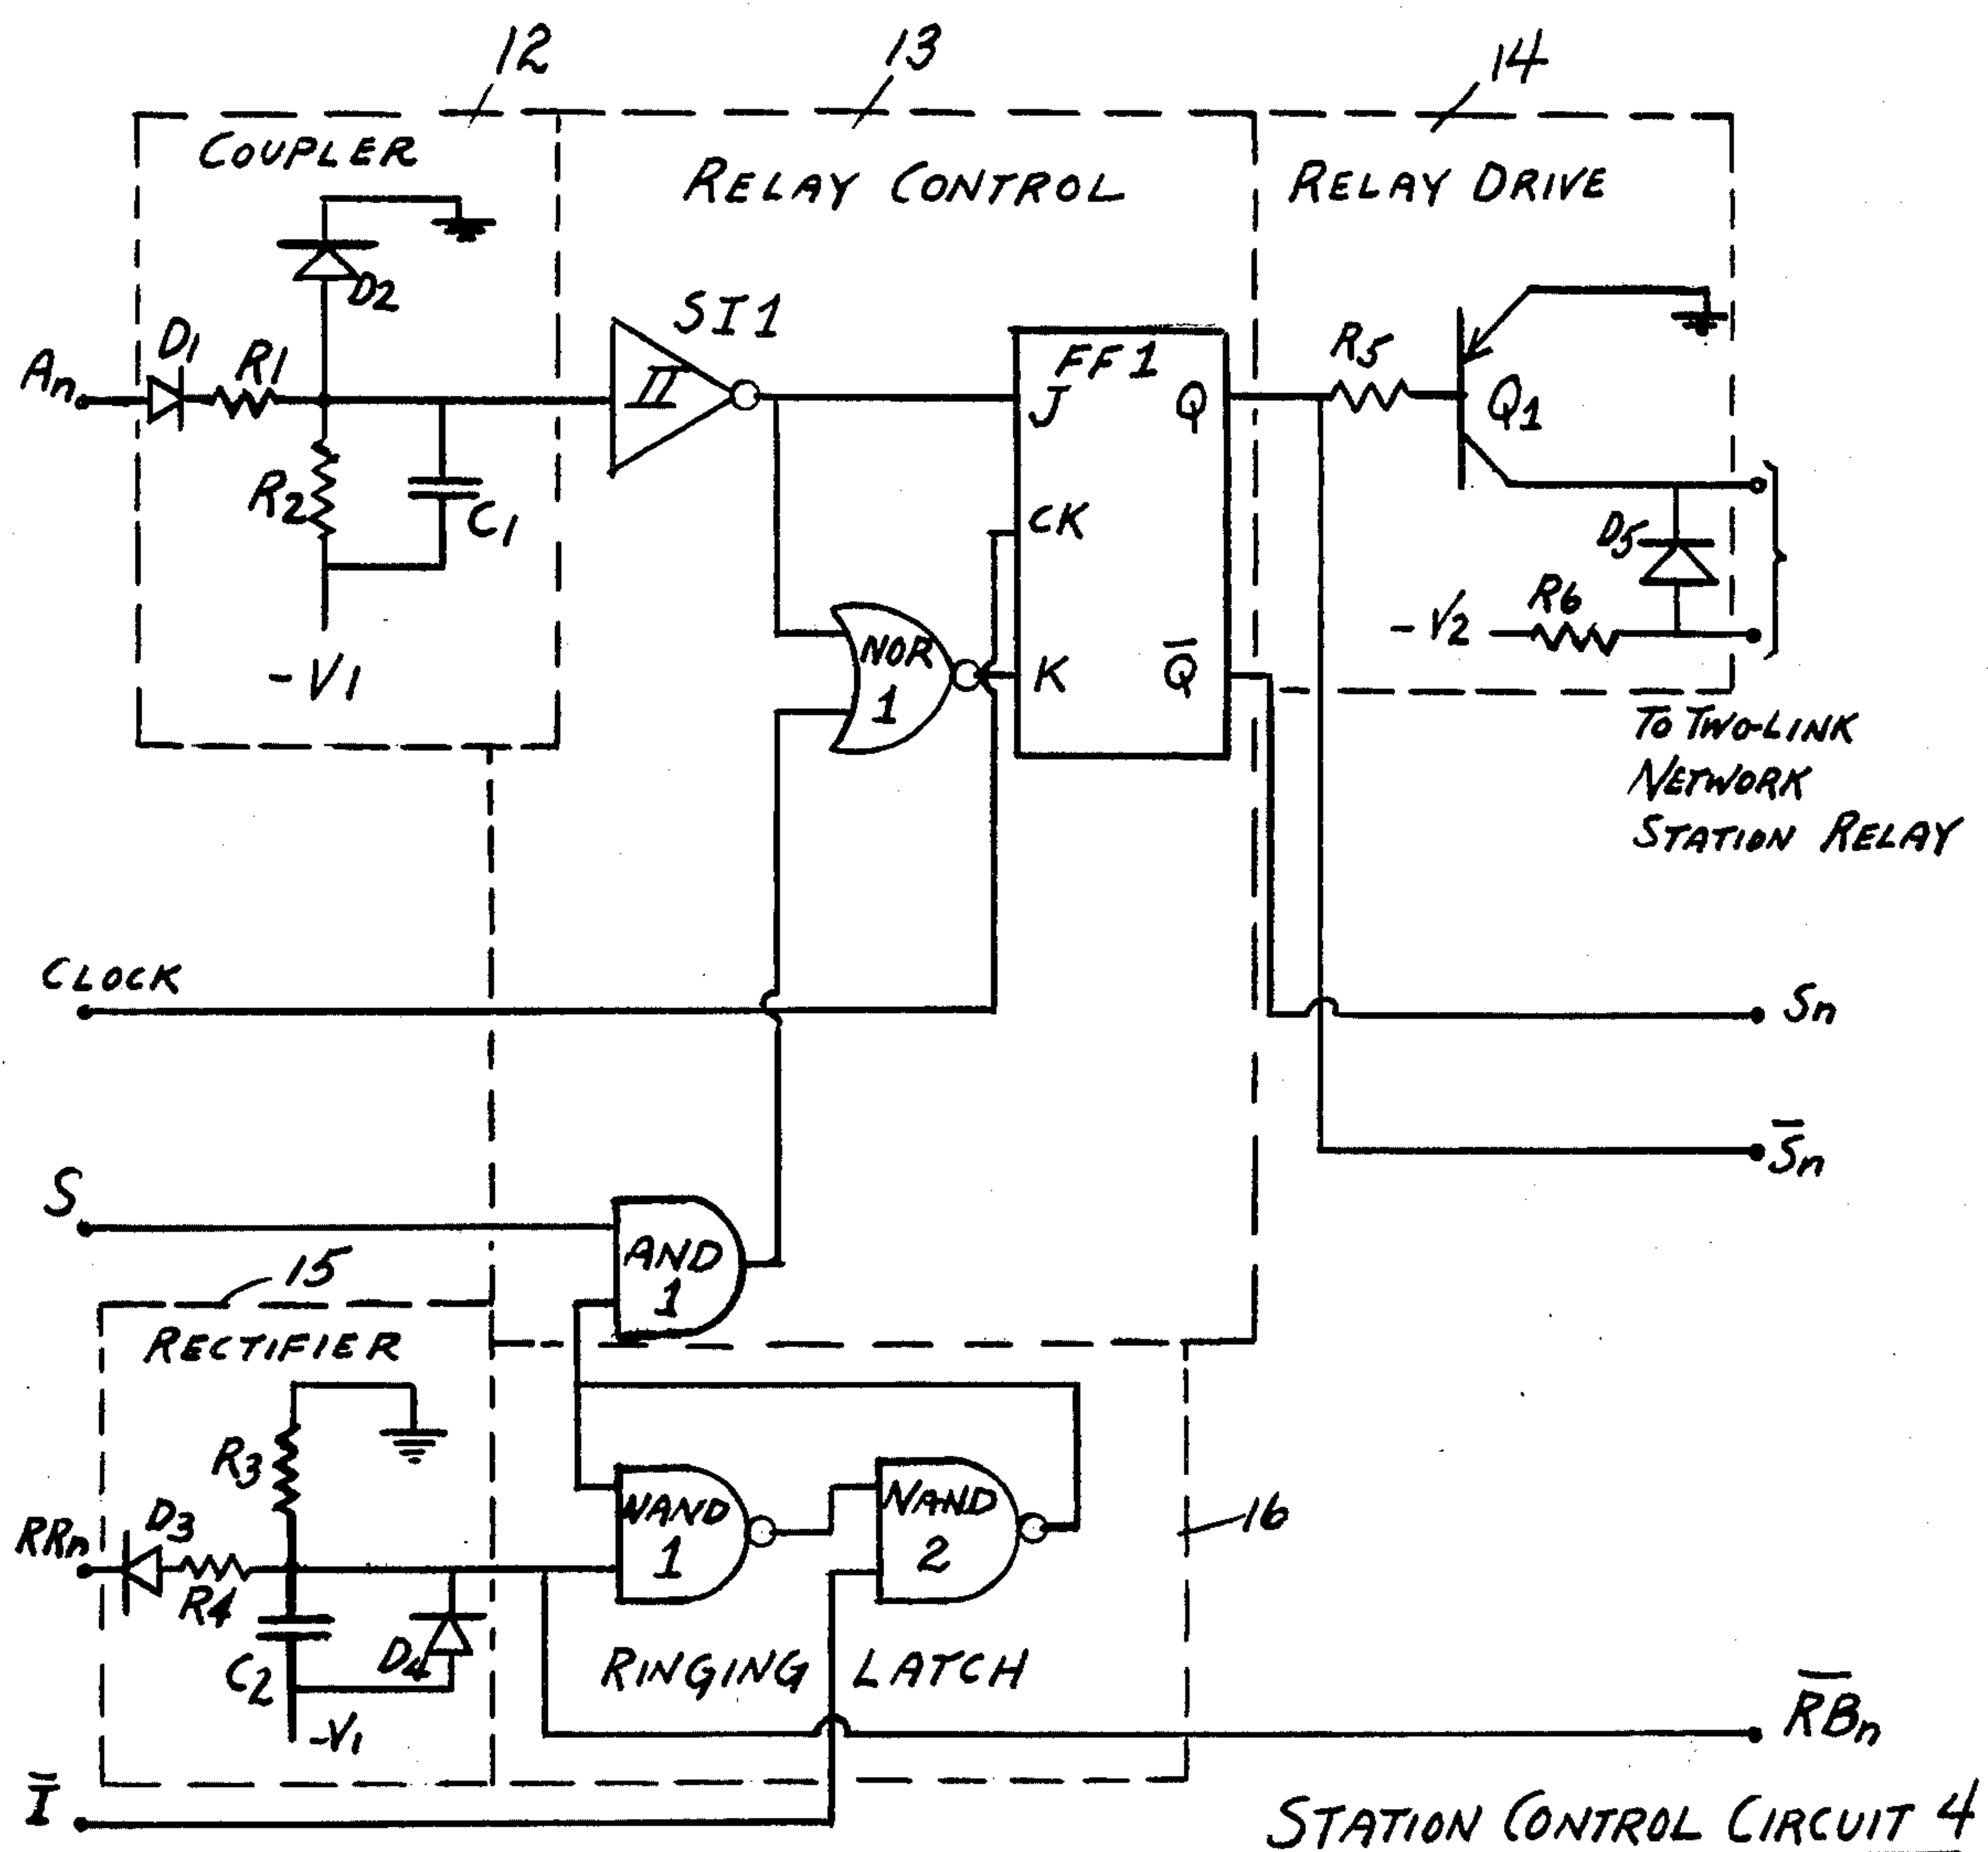 12
13
14
COUPLER
RELAY CONTROL
RELAY DRIVE
D2
SI1
D1
R1
An
II
FF1
J
Q
R5
Q1
R2
C1
CK
D5
-V1
NOR
1
K
Q̅
-V2
R6
TO TWO-LINK
NETWORK
STATION RELAY
CLOCK
Sn
S̅n
S
AND
1
15
RECTIFIER
R3
RRn
D3
R4
NAND
1
NAND
2
16
C2
D4
-V1
RINGING LATCH
R̅B̅n
I̅
STATION CONTROL CIRCUIT 4